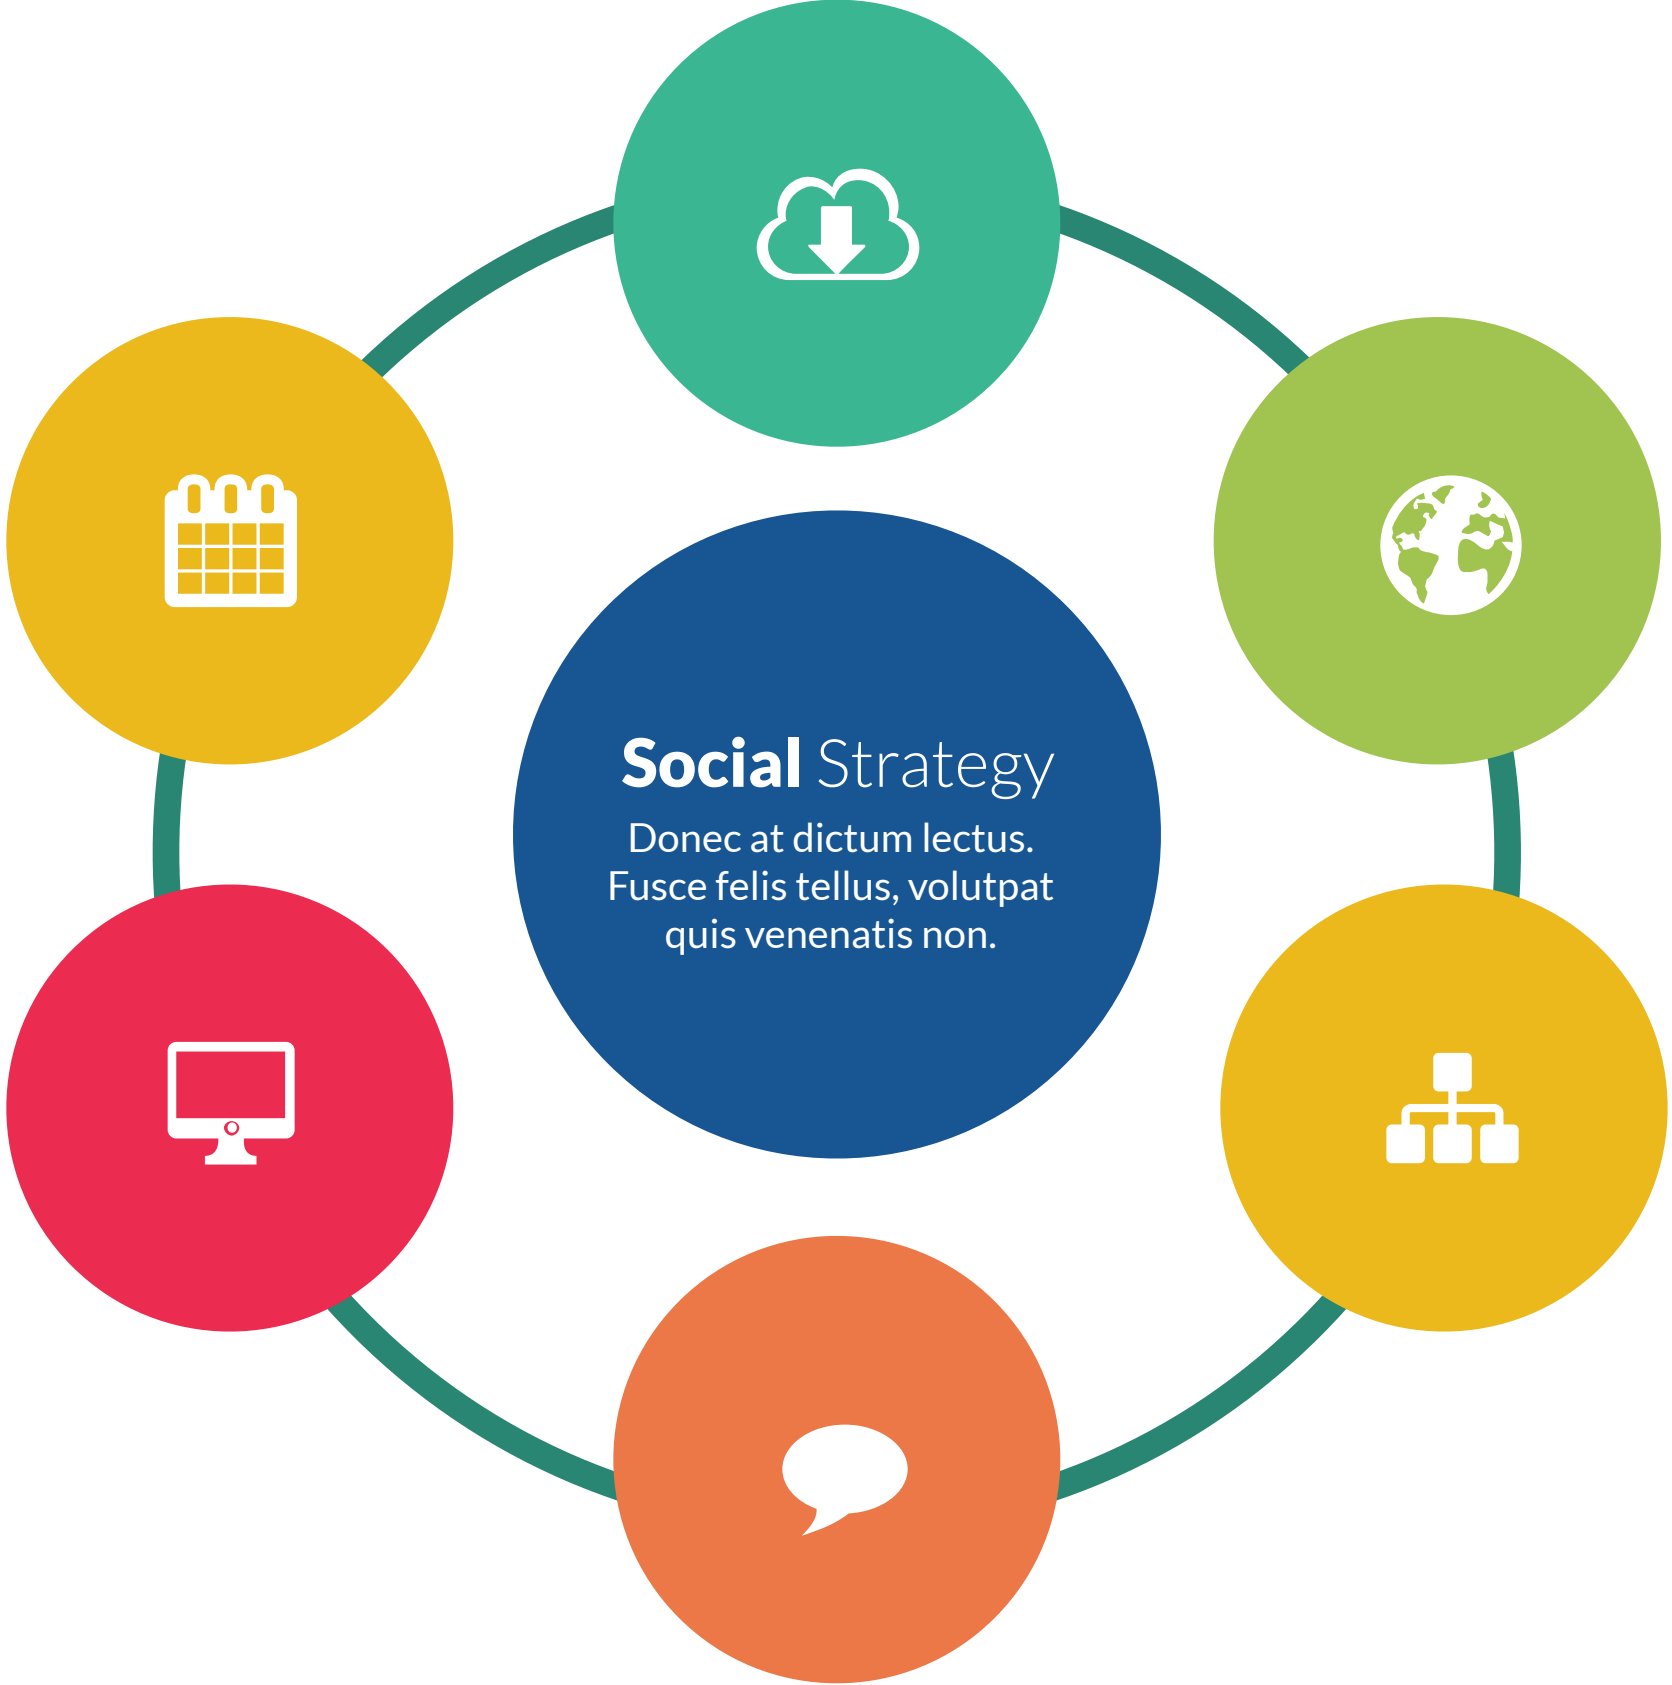 Social Strategy
Donec at dictum lectus.
Fusce felis tellus, volutpat
quis venenatis non.